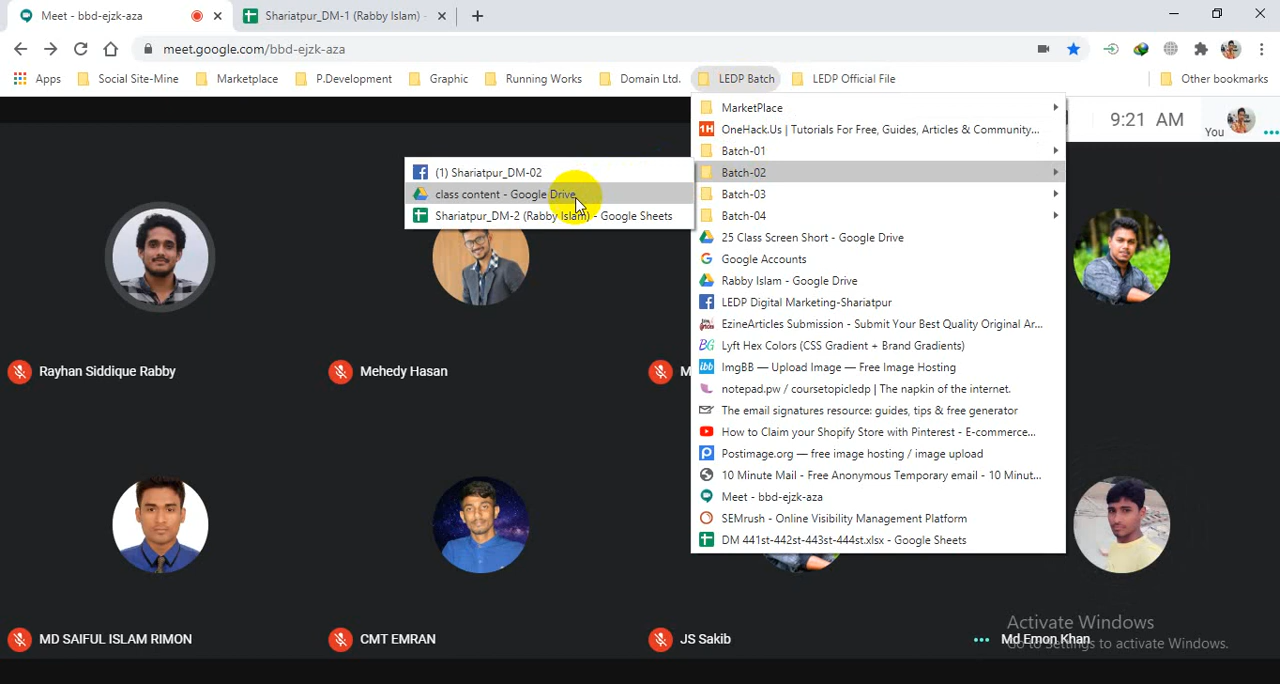 Meet - bbd-ejzk-aza
Shariatpur_DM-1 (Rabby Islam) -
meet.google.com/bbd-ejzk-aza
Apps
Social Site-Mine
Marketplace
P.Development
Graphic
Running Works
Domain Ltd.
LEDP Batch
LEDP Official File
Other bookmarks
MarketPlace
OneHack.Us | Tutorials For Free, Guides, Articles & Community...
Batch-01
Batch-02
Batch-03
Batch-04
25 Class Screen Short - Google Drive
Google Accounts
Rabby Islam - Google Drive
LEDP Digital Marketing-Shariatpur
EzineArticles Submission - Submit Your Best Quality Original Ar...
Lyft Hex Colors (CSS Gradient + Brand Gradients)
ImgBB — Upload Image — Free Image Hosting
notepad.pw / coursetopicledp | The napkin of the internet.
The email signatures resource: guides, tips & free generator
How to Claim your Shopify Store with Pinterest - E-commerce...
Postimage.org — free image hosting / image upload
10 Minute Mail - Free Anonymous Temporary email - 10 Minut...
Meet - bbd-ejzk-aza
SEMrush - Online Visibility Management Platform
DM 441st-442st-443st-444st.xlsx - Google Sheets
(1) Shariatpur_DM-02
class content - Google Drive
Shariatpur_DM-2 (Rabby Islam) - Google Sheets
9:21 AM
You
Rayhan Siddique Rabby
Mehedy Hasan
MD SAIFUL ISLAM RIMON
CMT EMRAN
JS Sakib
Md Emon Khan
Activate Windows
Go to Settings to activate Windows.